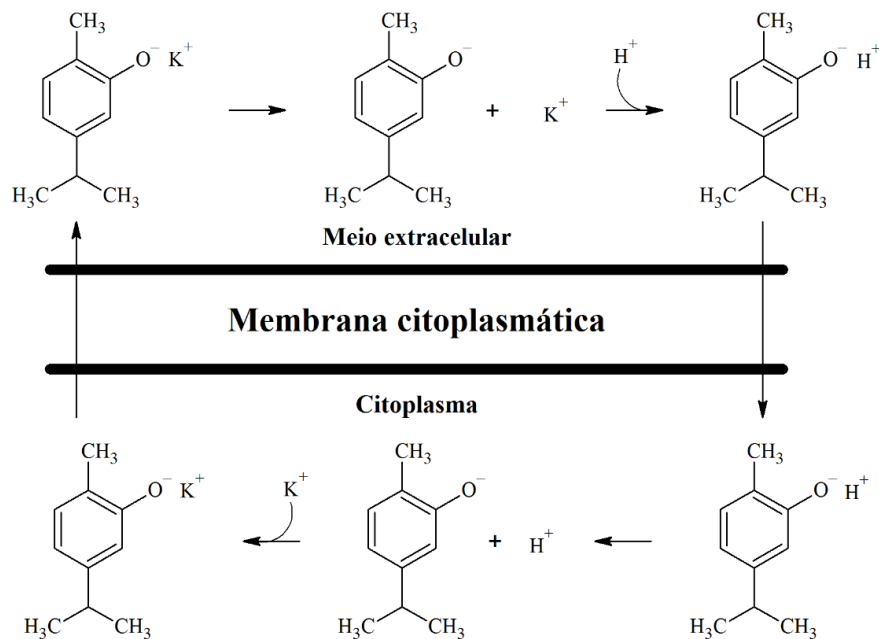 CH₃
O⁻ K⁺
H₃C CH₃
CH₃
O⁻
H₃C CH₃
+ K⁺
H⁺
CH₃
O⁻ H⁺
H₃C CH₃
Meio extracelular
Membrana citoplasmática
Citoplasma
CH₃
O⁻ K⁺
H₃C CH₃
K⁺
CH₃
O⁻
H₃C CH₃
+ H⁺
CH₃
O⁻ H⁺
H₃C CH₃